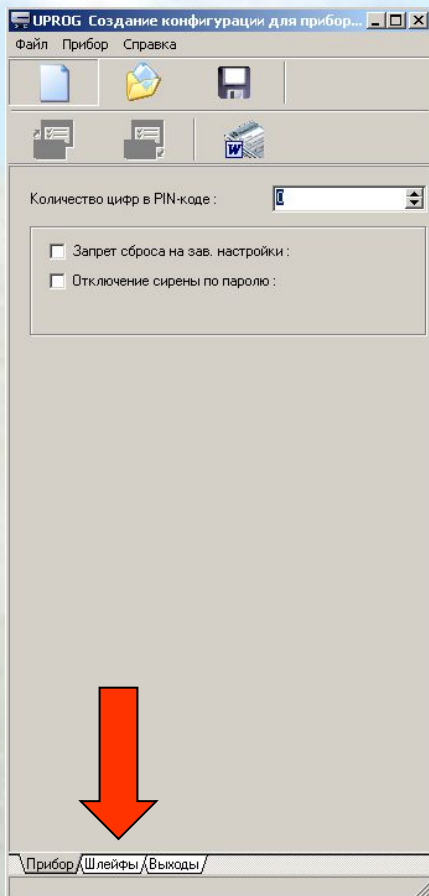 UPROG Создание конфигурации для прибор...
Файл Прибор Справка
W
Количество цифр в PIN-коде : 0
Запрет сброса на зав. настройки :
Отключение сирены по паролю :
Прибор Шлейфы Выходы